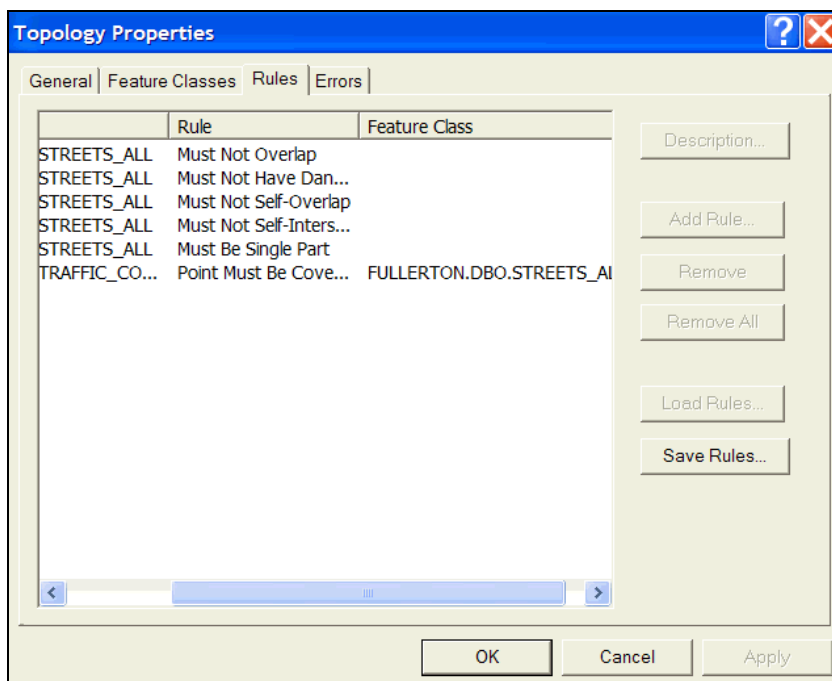 Topology Properties
General Feature Classes Rules Errors
Rule Feature Class
STREETS_ALL Must Not Overlap
STREETS_ALL Must Not Have Dan...
STREETS_ALL Must Not Self-Overlap
STREETS_ALL Must Not Self-Inters...
STREETS_ALL Must Be Single Part
TRAFFIC_CO... Point Must Be Cove... FULLERTON.DBO.STREETS_AL
Description...
Add Rule...
Remove
Remove All
Load Rules...
Save Rules...
OK Cancel Apply